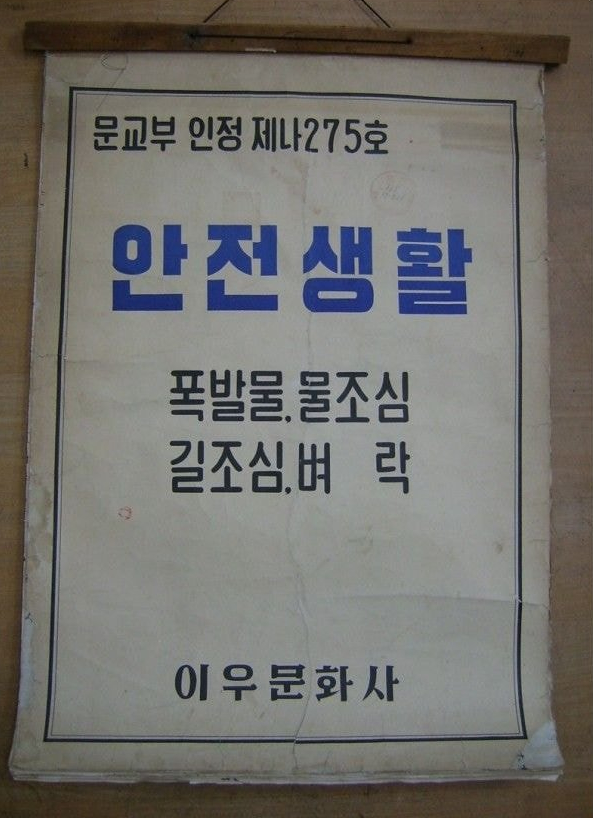 문교부 인정 제나275호
안전생활
폭발물.물조심
길조심.벼 락
이우문화사